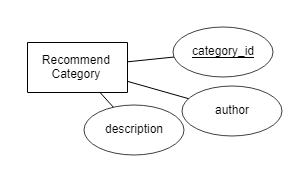 Recommend
Category
category_id
author
description